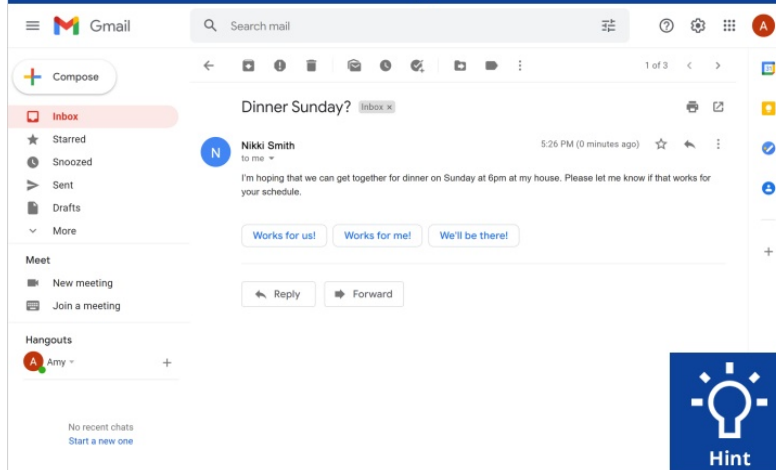 Gmail
Search mail
A
Compose
1 of 3
Inbox
Starred
Snoozed
Sent
Drafts
More
Dinner Sunday? Inbox x
N
Nikki Smith
5:26 PM (0 minutes ago)
to me
I'm hoping that we can get together for dinner on Sunday at 6pm at my house. Please let me know if that works for
your schedule.
Works for us! Works for me! We'll be there!
Reply Forward
Meet
New meeting
Join a meeting
Hangouts
A Amy
No recent chats
Start a new one
Hint